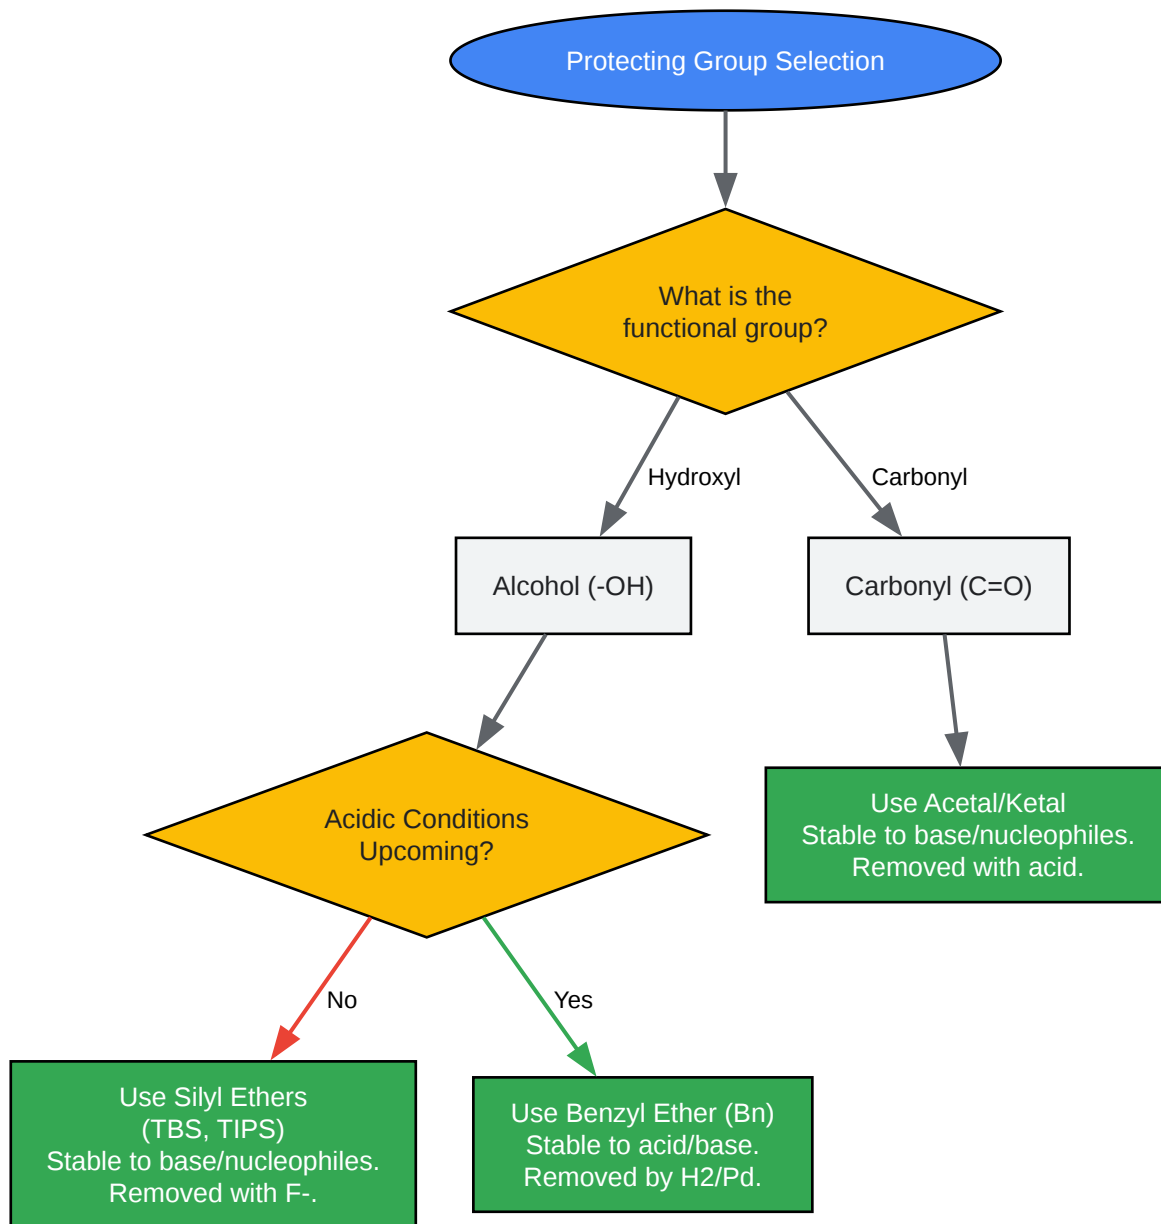 Protecting Group Selection
What is the
functional group?
Hydroxyl
Carbonyl
Alcohol (-OH)
Carbonyl (C=O)
Acidic Conditions
Upcoming?
Use Acetal/Ketal
Stable to base/nucleophiles.
Removed with acid.
No
Yes
Use Silyl Ethers
(TBS, TIPS)
Stable to base/nucleophiles.
Removed with F-.
Use Benzyl Ether (Bn)
Stable to acid/base.
Removed by H2/Pd.